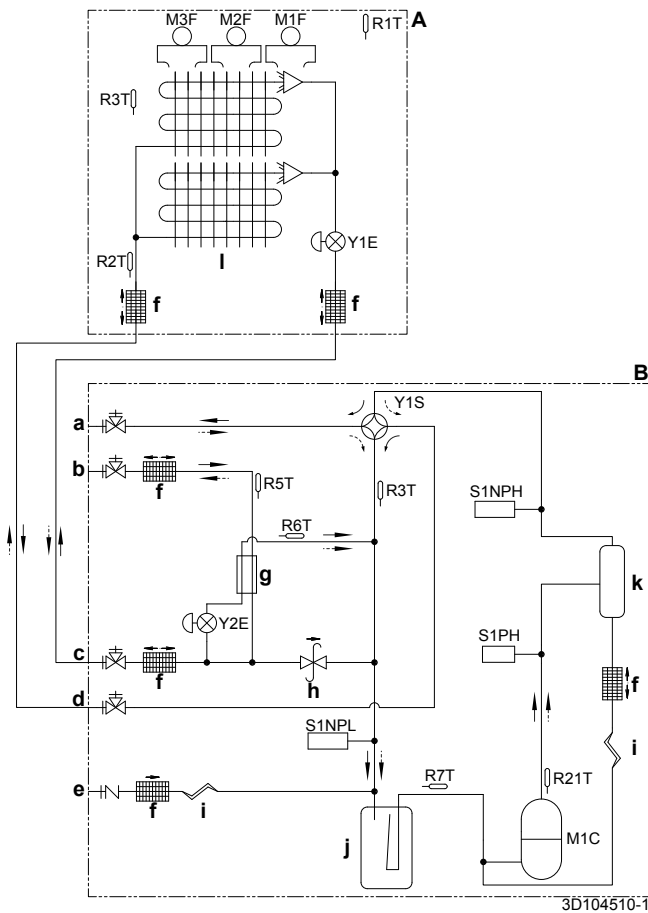 M3F M2F M1F
R1T
A
R3T
Y1E
R2T
l
f
f
B
a
Y1S
b
f
R5T
R3T
S1NPH
R6T
g
k
Y2E
S1PH
c
f
h
f
d
S1NPL
i
e
f
i
R7T
R21T
j
M1C
3D104510-1